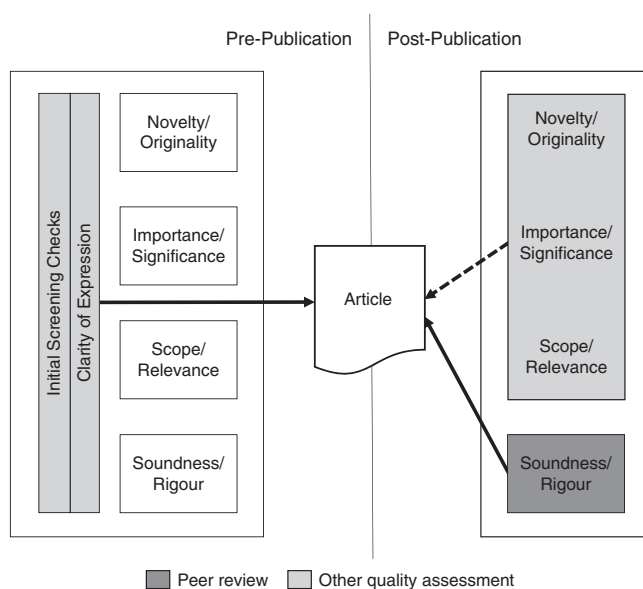 Pre-Publication
Post-Publication
Initial Screening Checks
Clarity of Expression
Novelty/
Originality
Importance/
Significance
Scope/
Relevance
Soundness/
Rigour
Article
Novelty/
Originality
Importance/
Significance
Scope/
Relevance
Soundness/
Rigour
Peer review
Other quality assessment